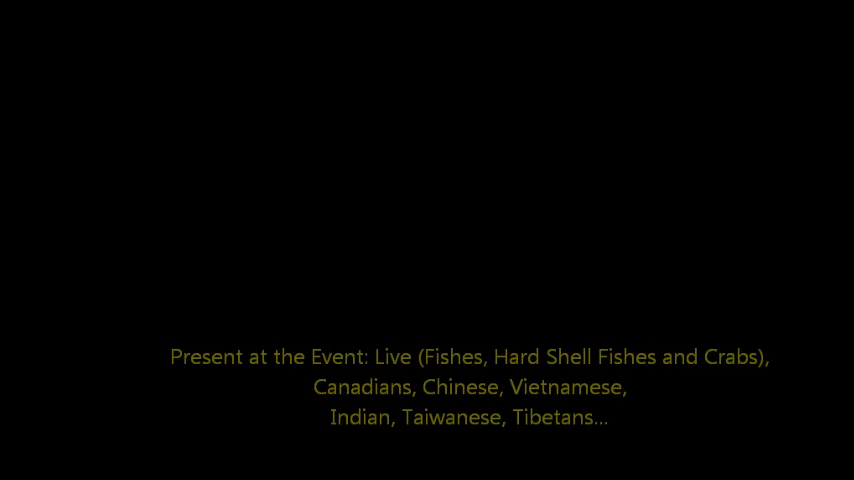 Present at the Event: Live (Fishes, Hard Shell Fishes and Crabs),
Canadians, Chinese, Vietnamese,
Indian, Taiwanese, Tibetans...